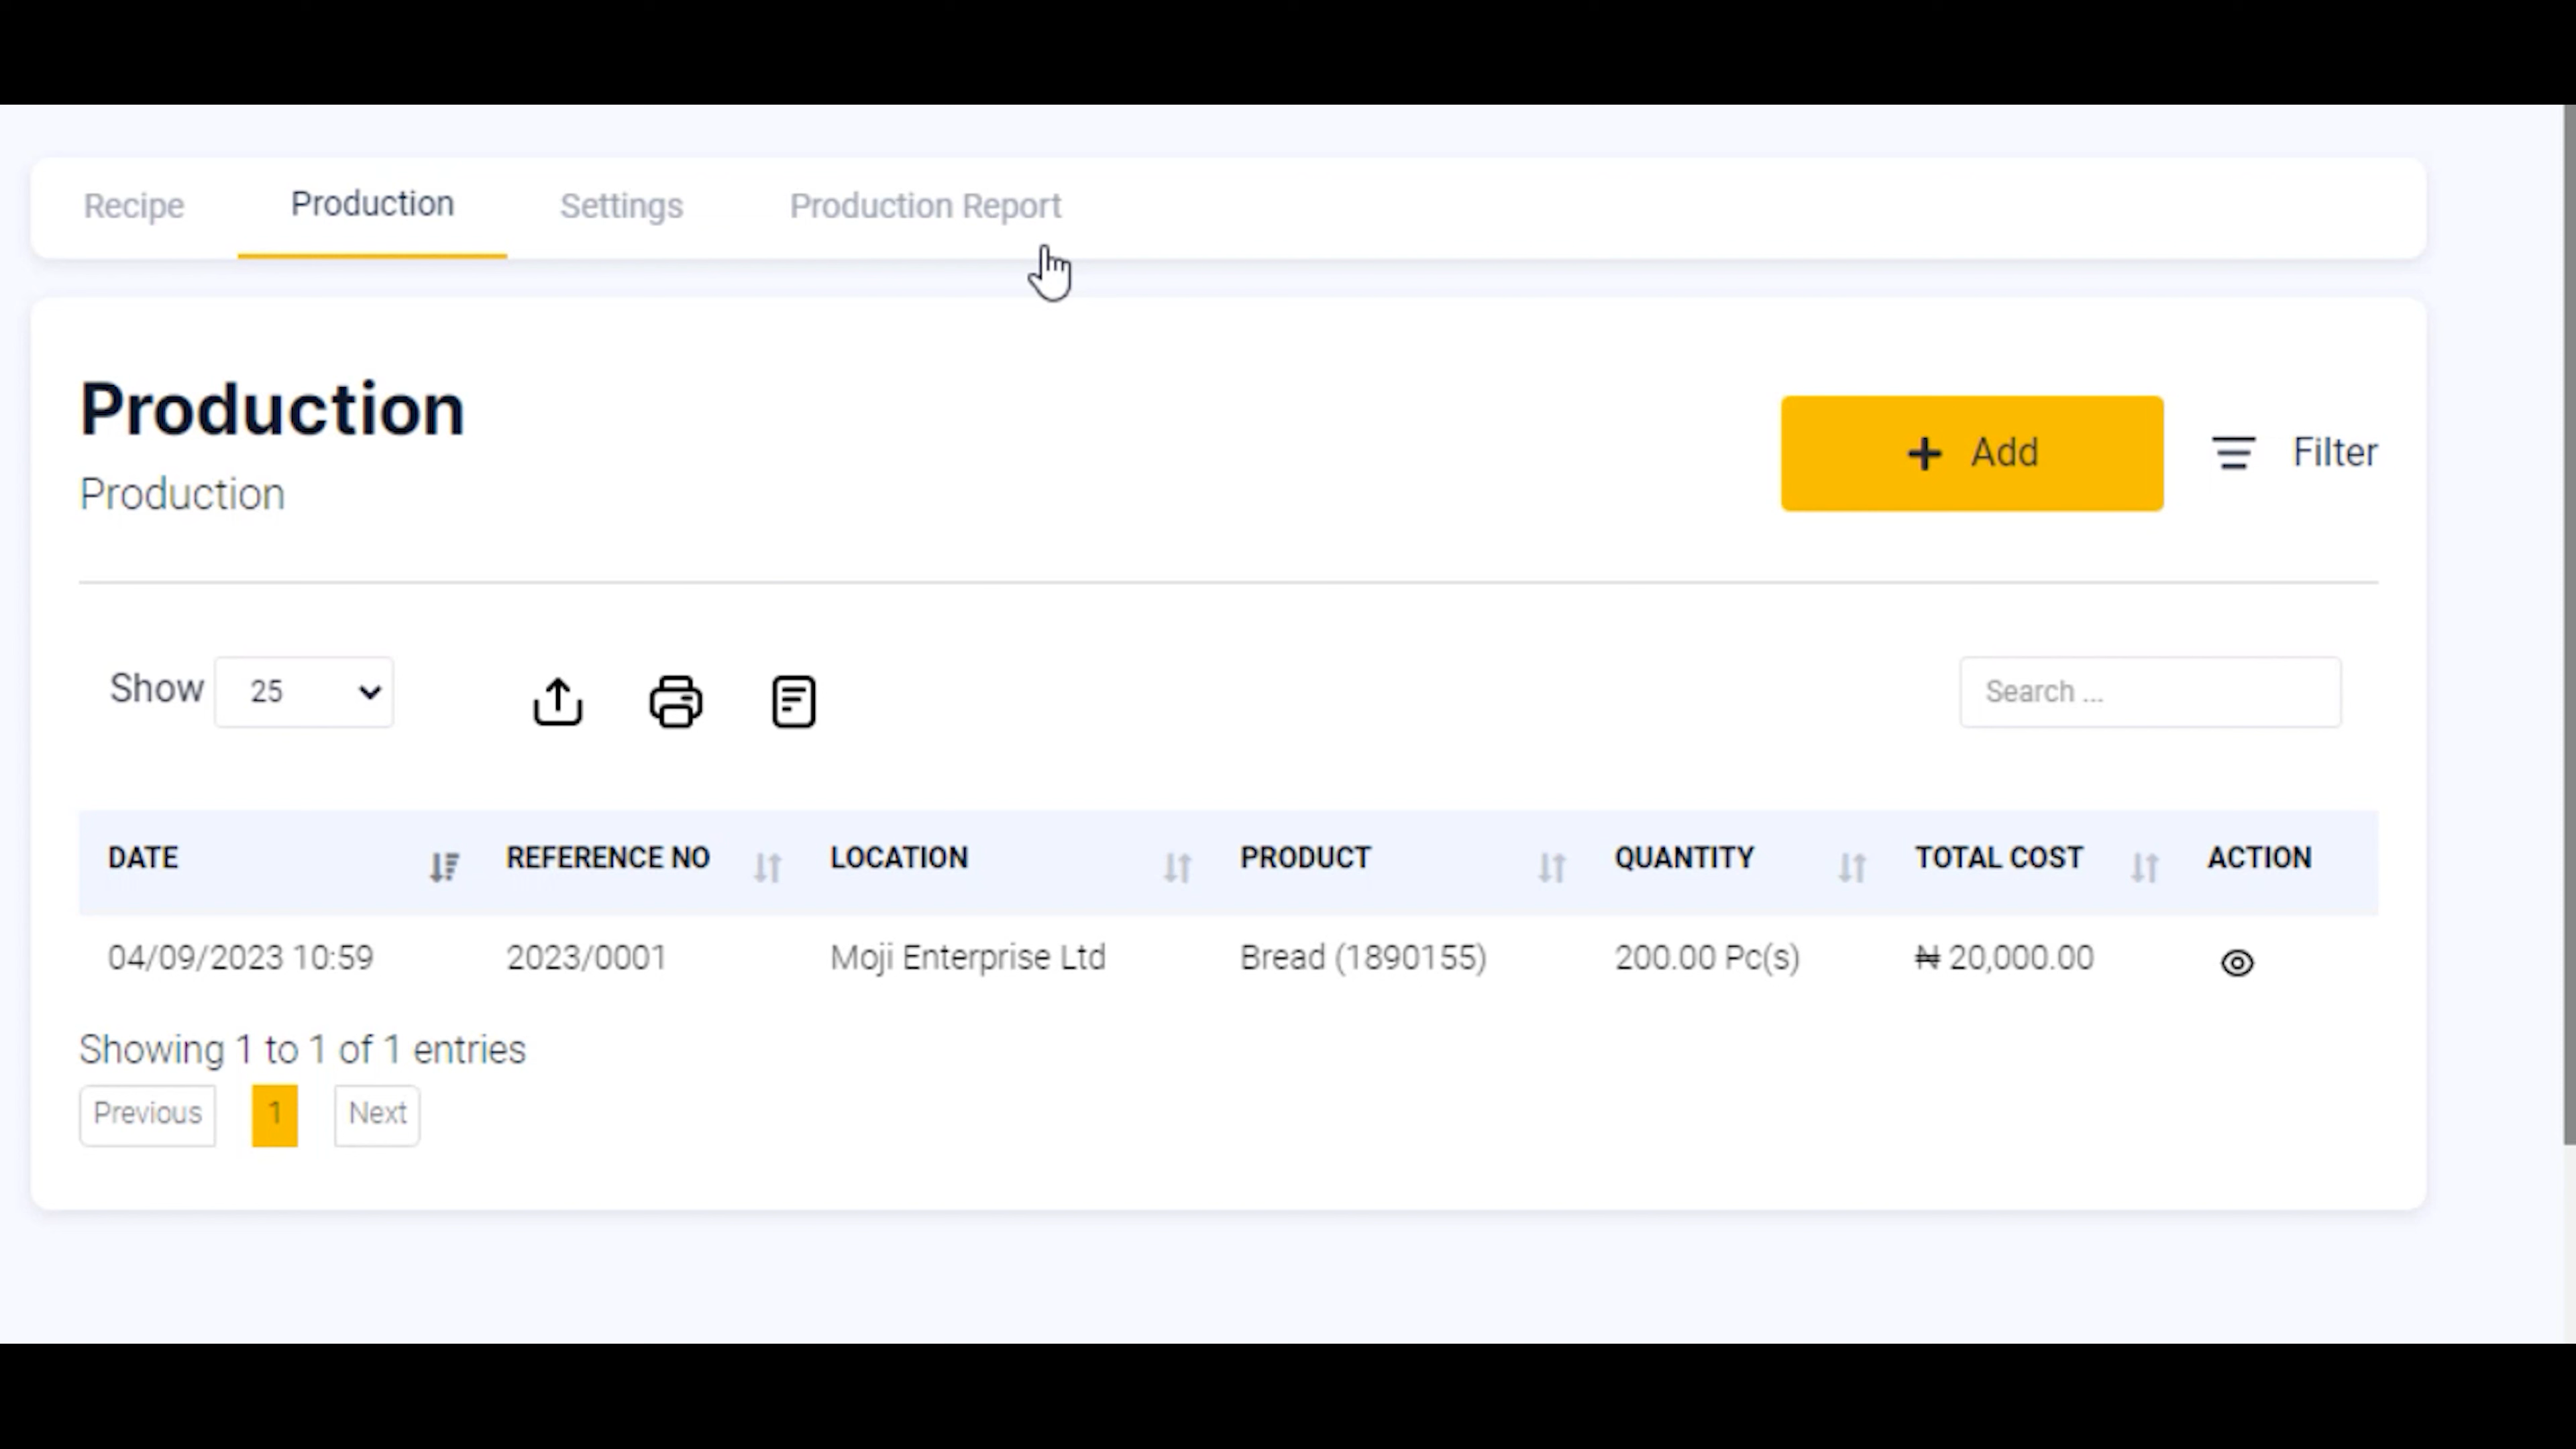 Recipe Production Settings Production Report
Production
+ Add Filter
Production
Show 25 Search ...
DATE REFERENCE NO LOCATION PRODUCT QUANTITY TOTAL COST ACTION
04/09/2023 10:59 2023/0001 Moji Enterprise Ltd Bread (1890155) 200.00 Pc(s) ₦ 20,000.00
Showing 1 to 1 of 1 entries
Previous 1 Next